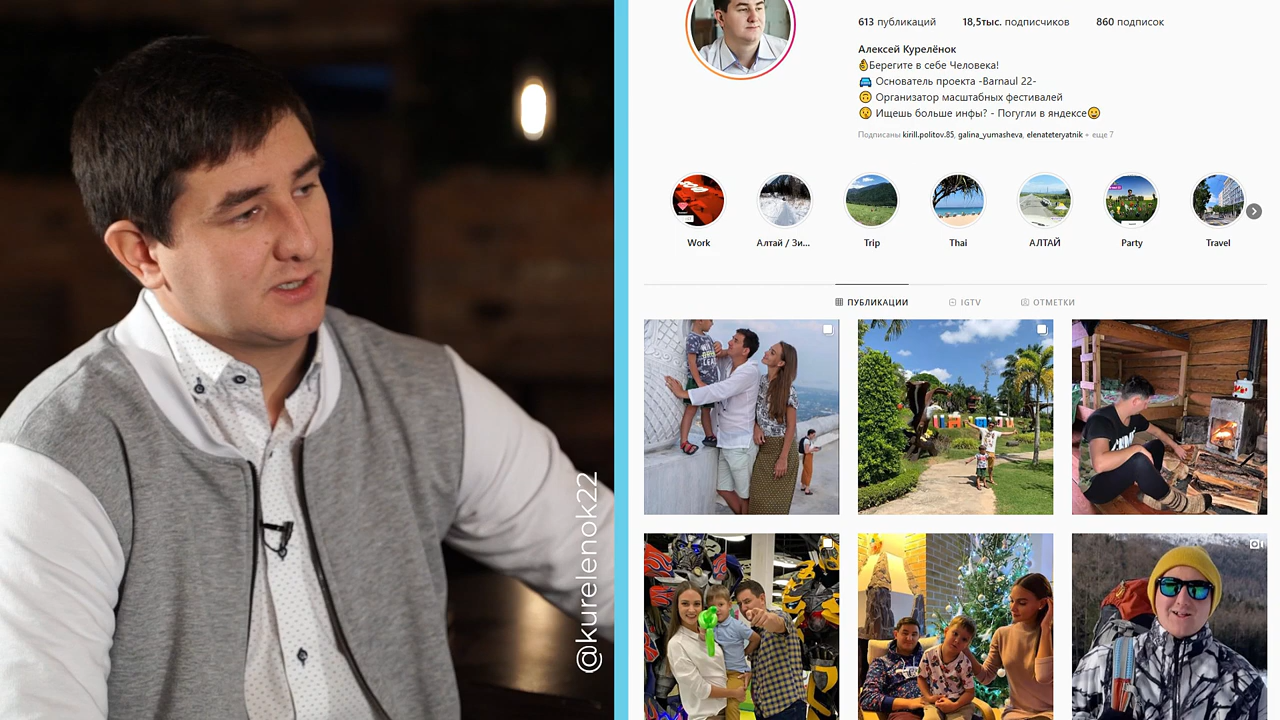 613 публикаций 18,5тыс. подписчиков 860 подписок
Алексей Курелёнок
👌Берегите в себе Человека!
🚘 Основатель проекта -Barnaul 22-
🙃 Организатор масштабных фестивалей
😗 Ищешь больше инфы? - Погугли в яндексе😉
Подписаны kirill.politov.85, galina_yumasheva, elenateteryatnik + еще 7
Work Алтай / Зи... Trip Thai АЛТАЙ Party Travel
ПУБЛИКАЦИИ IGTV ОТМЕТКИ
@kurelenok22